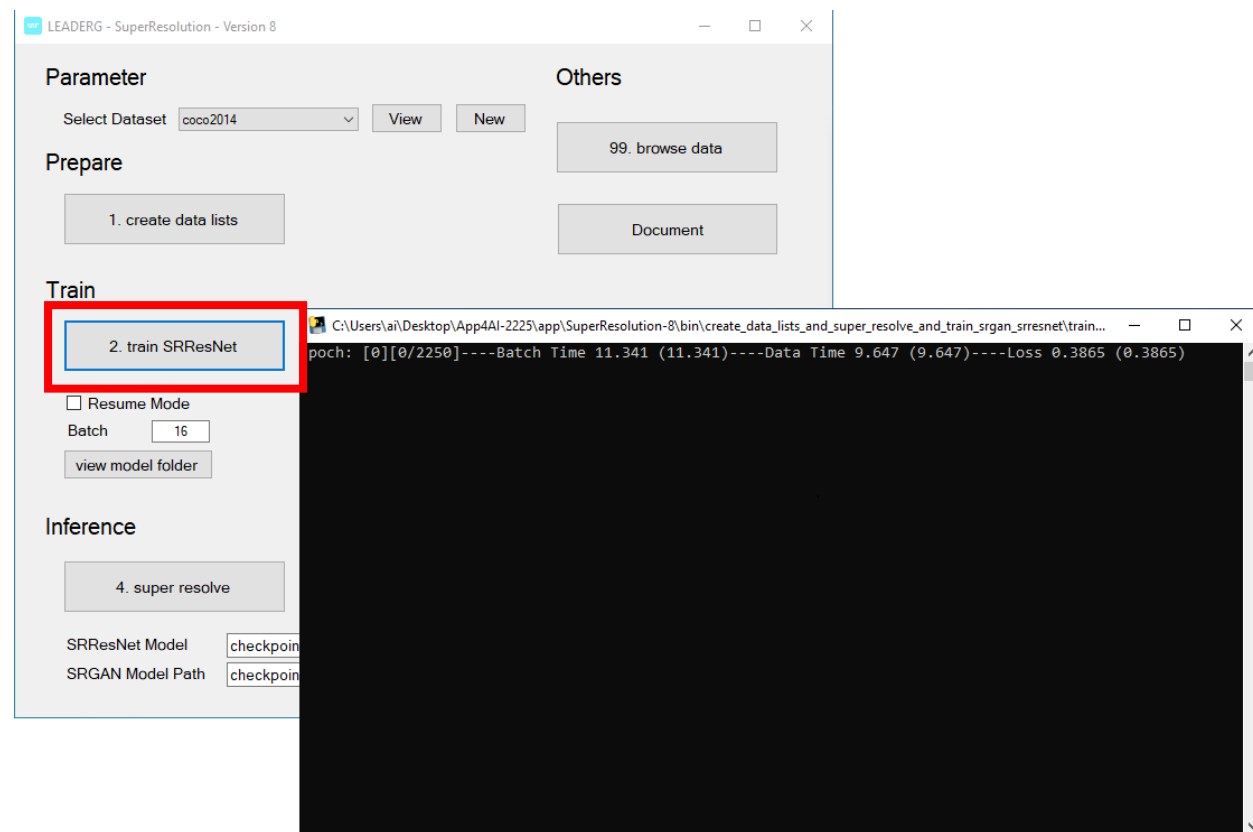 LEADERG - SuperResolution - Version 8
Parameter
Others
Select Dataset coco2014 View New
99. browse data
Prepare
1. create data lists
Document
Train
C:\Users\ai\Desktop\App4AI-2225\app\SuperResolution-8\bin\create_data_lists_and_super_resolve_and_train_srgan_srresnet\train...
2. train SRResNet
poch: [0][0/2250]----Batch Time 11.341 (11.341)----Data Time 9.647 (9.647)----Loss 0.3865 (0.3865)
Resume Mode
Batch 16
view model folder
Inference
4. super resolve
SRResNet Model checkpoin
SRGAN Model Path checkpoin